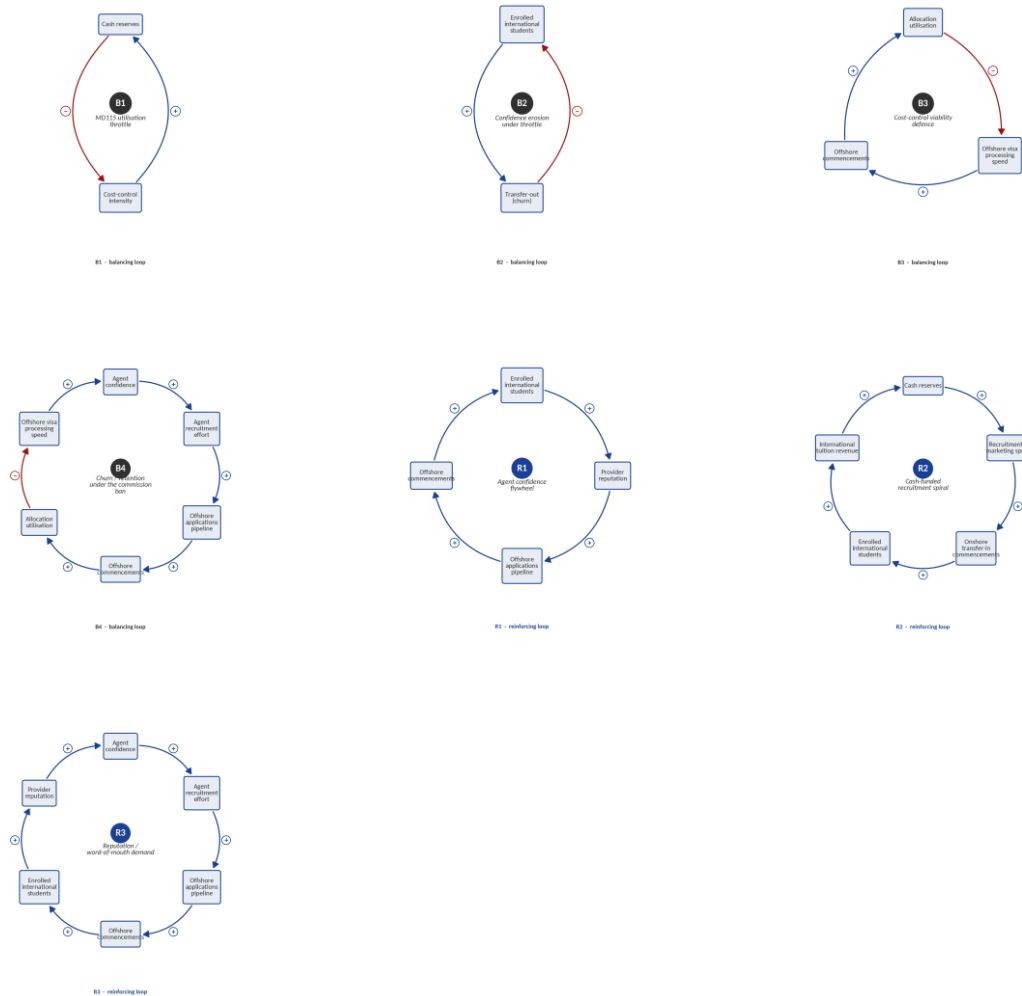 Cash reserves
−
+
B1
MD115 utilisation
throttle
Cost-control
intensity
B1 - balancing loop
Enrolled
international
students
+
−
B2
Confidence erosion
under throttle
Transfer-out
(churn)
B2 - balancing loop
Allocation
utilisation
+
−
B3
Cost-control viability
defence
Offshore
commencements
Offshore visa
processing
speed
+
B3 - balancing loop
Agent
confidence
+
+
Offshore visa
processing
speed
Agent
recruitment
effort
B4
Churn / retention
under the commission
ban
−
+
Allocation
utilisation
Offshore
applications
pipeline
+
+
Offshore
commencements
B4 - balancing loop
Enrolled
international
students
+
+
Offshore
commencements
R1
Agent confidence
flywheel
Provider
reputation
+
+
Offshore
applications
pipeline
R1 - reinforcing loop
Cash reserves
+
+
International
tuition revenue
Recruitment
marketing spe
R2
Cash-funded
recruitment spiral
+
+
Enrolled
international
students
Onshore
transfer-in
commencements
+
R2 - reinforcing loop
Agent
confidence
+
+
Provider
reputation
Agent
recruitment
effort
R3
Reputation /
word-of-mouth demand
+
+
Enrolled
international
students
Offshore
applications
pipeline
+
+
Offshore
commencements
R3 - reinforcing loop